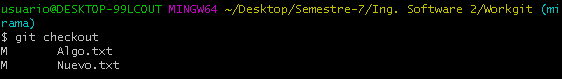 usuario@DESKTOP-99LCOUT MINGW64 ~/Desktop/Semestre-7/Ing. Software 2/Workgit (mi
rama)
$ git checkout
M       Algo.txt
M       Nuevo.txt